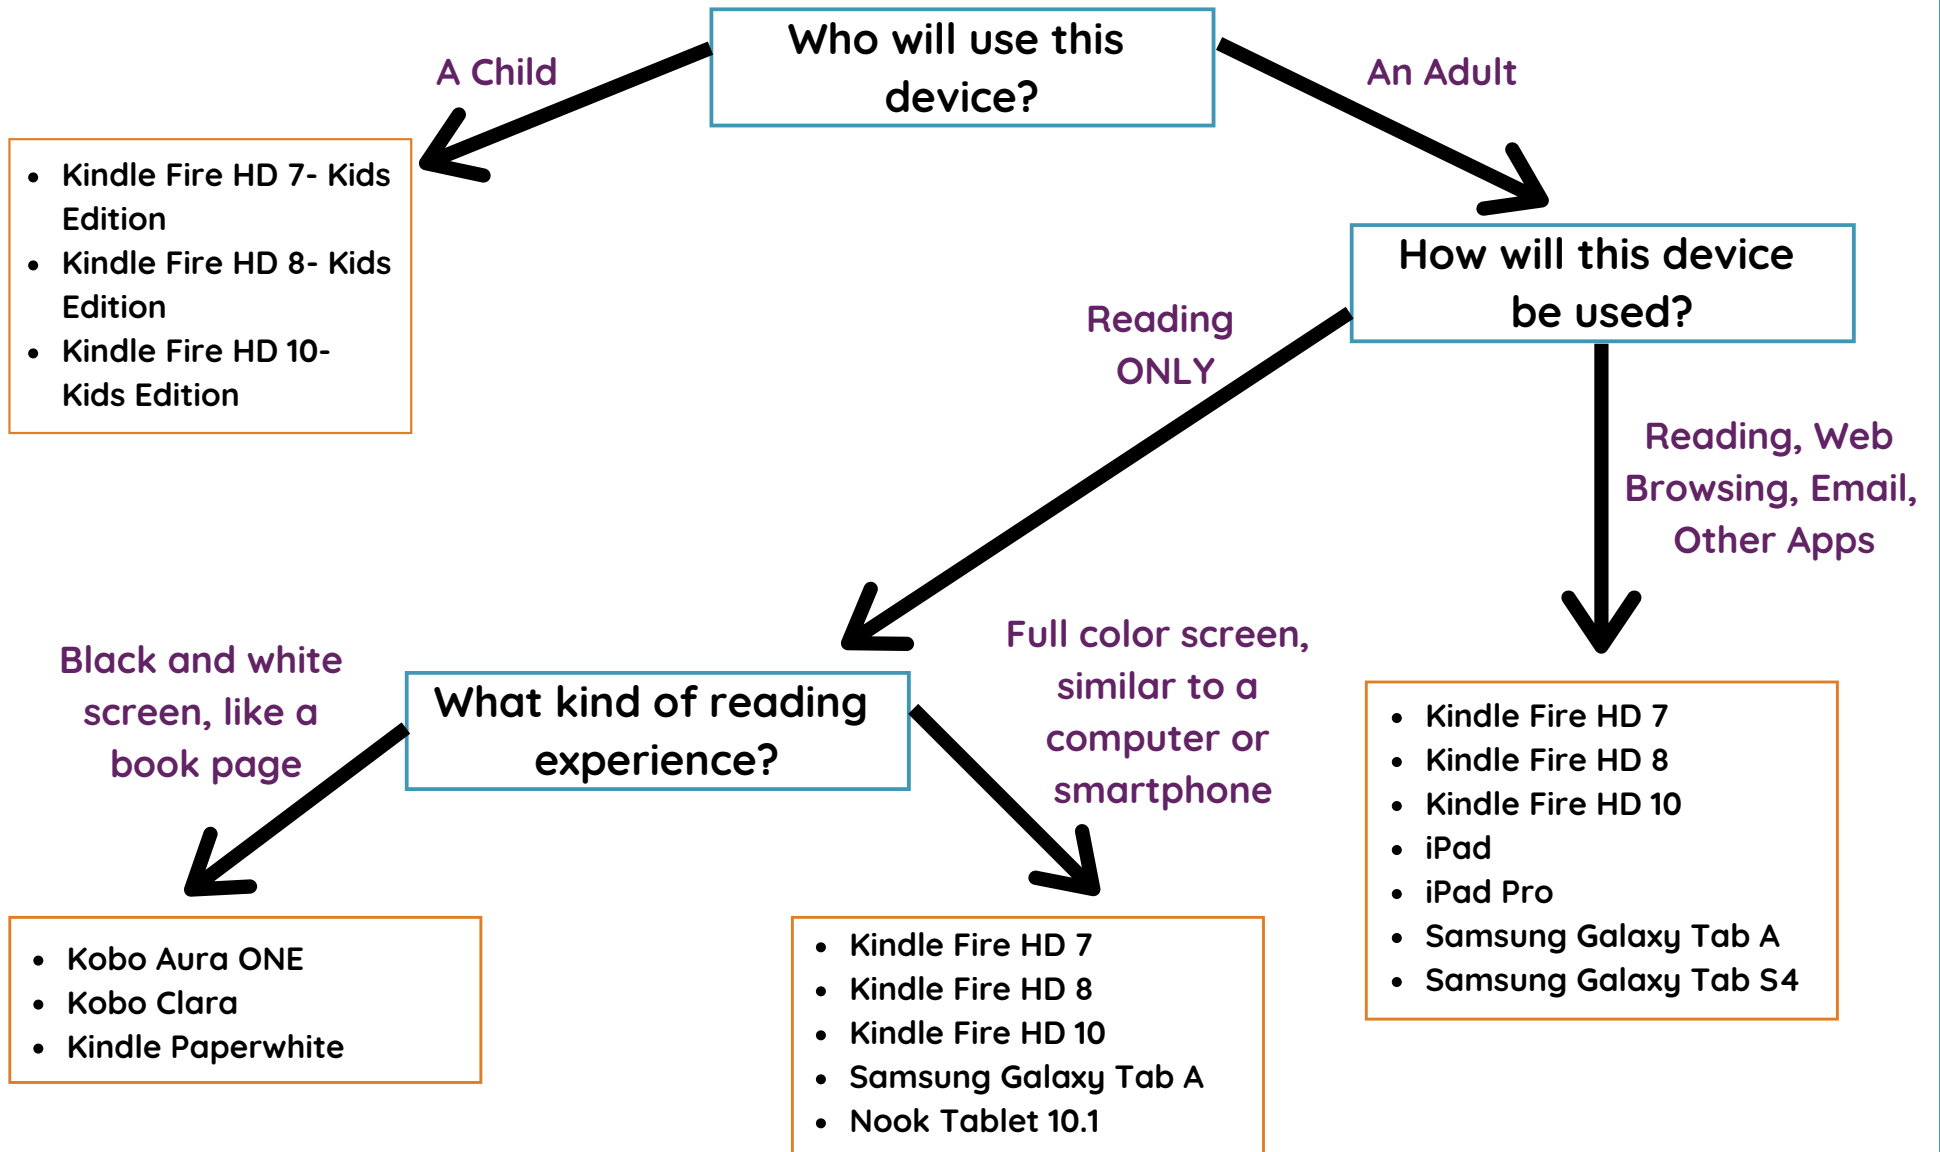 Who will use this
device?
A Child
An Adult
• Kindle Fire HD 7- Kids
Edition
• Kindle Fire HD 8- Kids
Edition
• Kindle Fire HD 10-
Kids Edition
How will this device
be used?
Reading
ONLY
Reading, Web
Browsing, Email,
Other Apps
What kind of reading
experience?
Black and white
screen, like a
book page
Full color screen,
similar to a
computer or
smartphone
• Kindle Fire HD 7
• Kindle Fire HD 8
• Kindle Fire HD 10
• iPad
• iPad Pro
• Samsung Galaxy Tab A
• Samsung Galaxy Tab S4
• Kobo Aura ONE
• Kobo Clara
• Kindle Paperwhite
• Kindle Fire HD 7
• Kindle Fire HD 8
• Kindle Fire HD 10
• Samsung Galaxy Tab A
• Nook Tablet 10.1